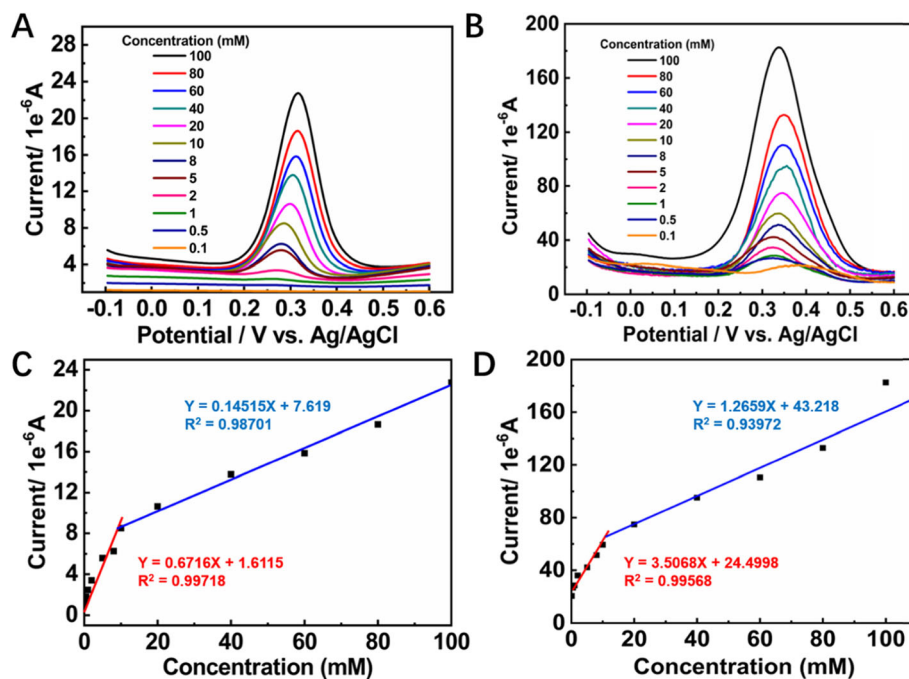 A
Concentration (mM)
100
80
60
40
20
10
8
5
2
1
0.5
0.1
Current/ 1e⁻⁶A
28
24
20
16
12
8
4
-0.1 0.0 0.1 0.2 0.3 0.4 0.5 0.6
Potential / V vs. Ag/AgCl
B
Concentration (mM)
100
80
60
40
20
10
8
5
2
1
0.5
0.1
Current/ 1e⁻⁶A
200
160
120
80
40
0
-0.1 0.0 0.1 0.2 0.3 0.4 0.5 0.6
Potential / V vs. Ag/AgCl
C
Y = 0.14515X + 7.619
R² = 0.98701
Y = 0.6716X + 1.6115
R² = 0.99718
Current/ 1e⁻⁶A
24
20
16
12
8
4
0
0 20 40 60 80 100
Concentration (mM)
D
Y = 1.2659X + 43.218
R² = 0.93972
Y = 3.5068X + 24.4998
R² = 0.99568
Current/ 1e⁻⁶A
200
160
120
80
40
0
0 20 40 60 80 100
Concentration (mM)